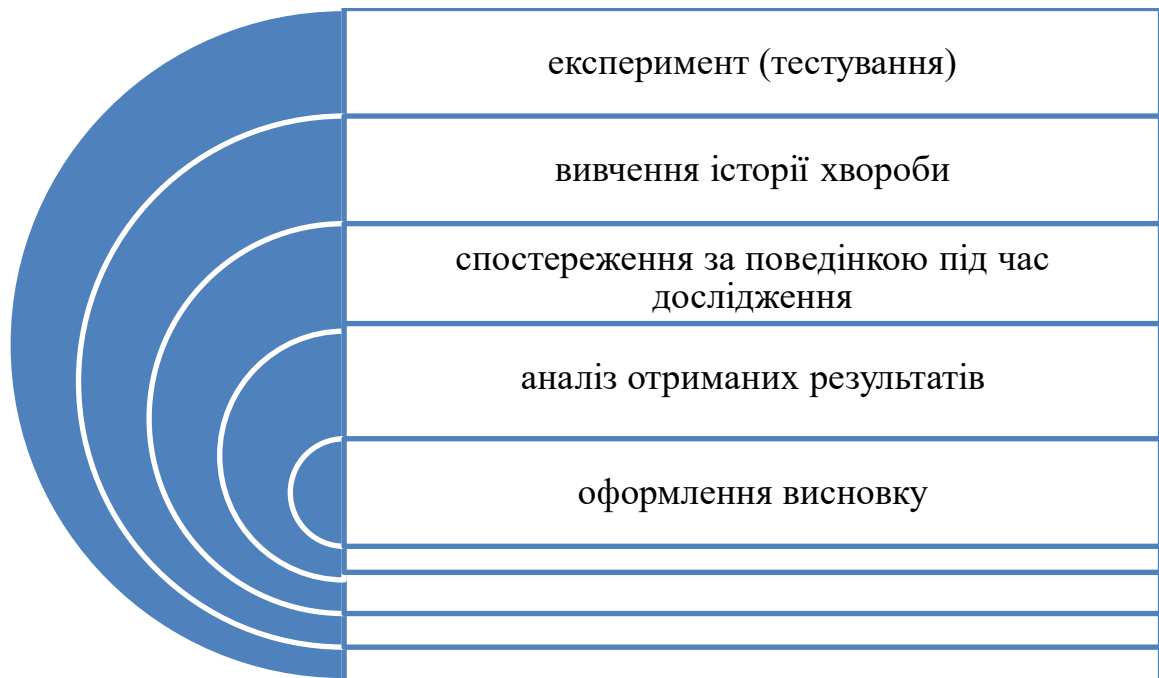 експеримент (тестування)
вивчення історії хвороби
спостереження за поведінкою під час
дослідження
аналіз отриманих результатів
оформлення висновку